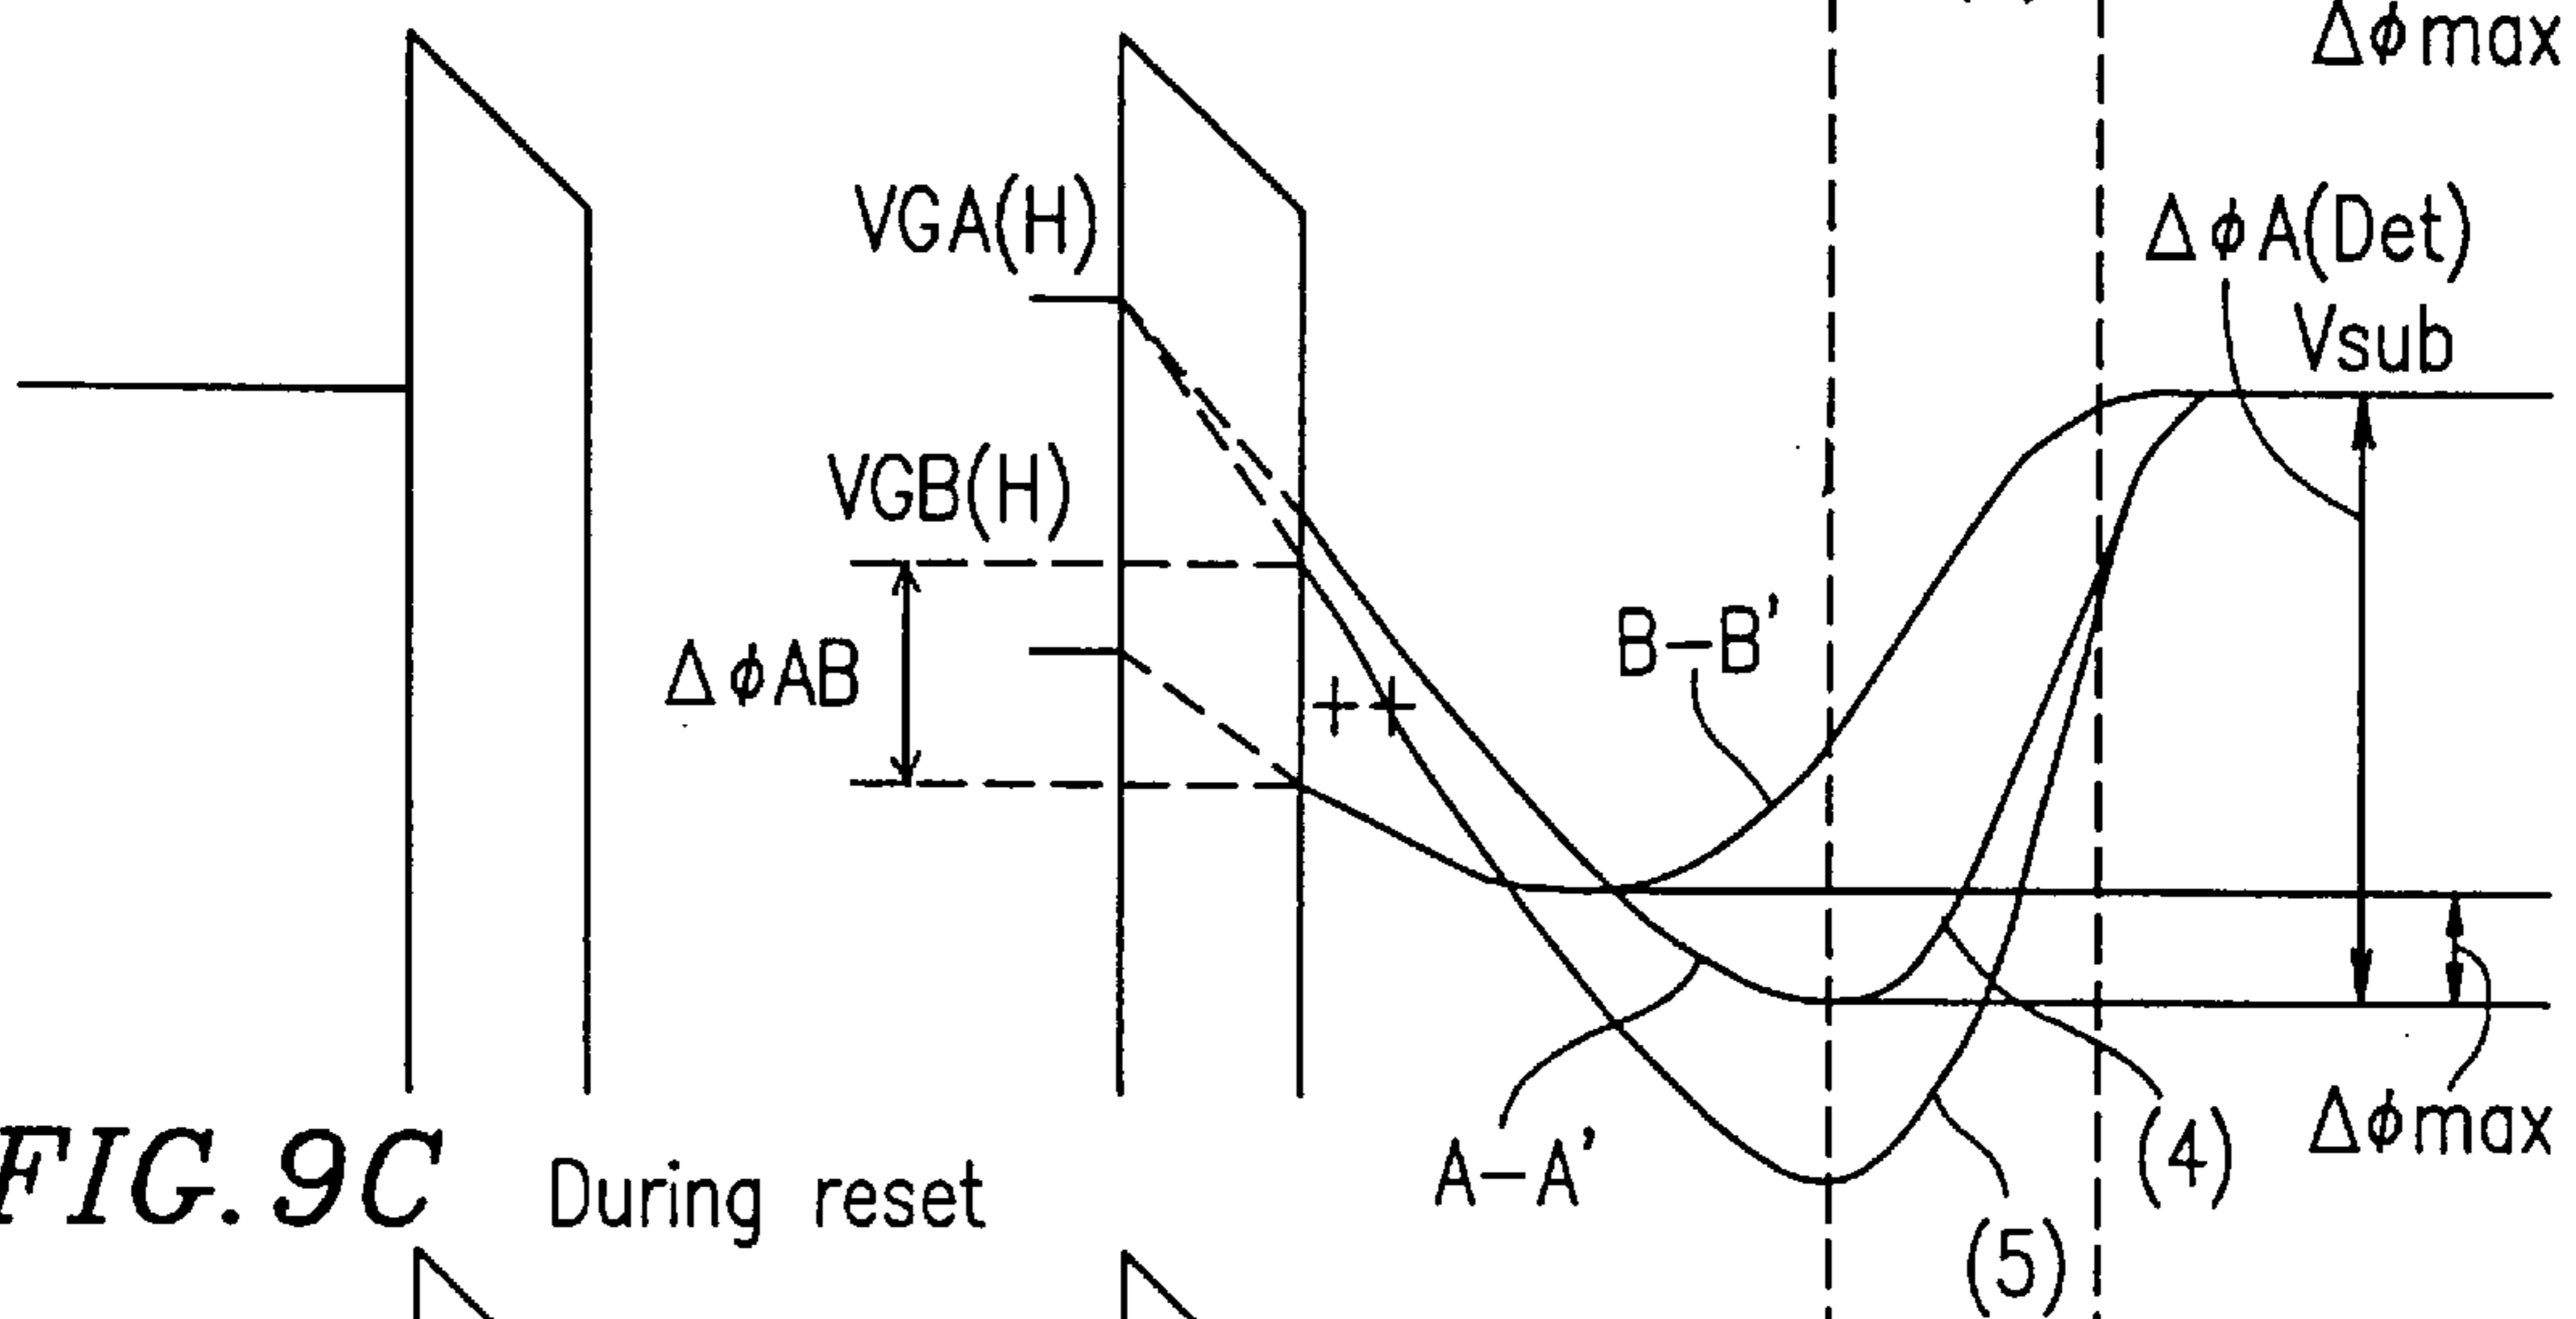 Δφmax
VGA(H)
ΔφA(Det)
Vsub
VGB(H)
ΔφAB
B-B'
++
A-A'
(4)
Δφmax
(5)
FIG. 9C During reset